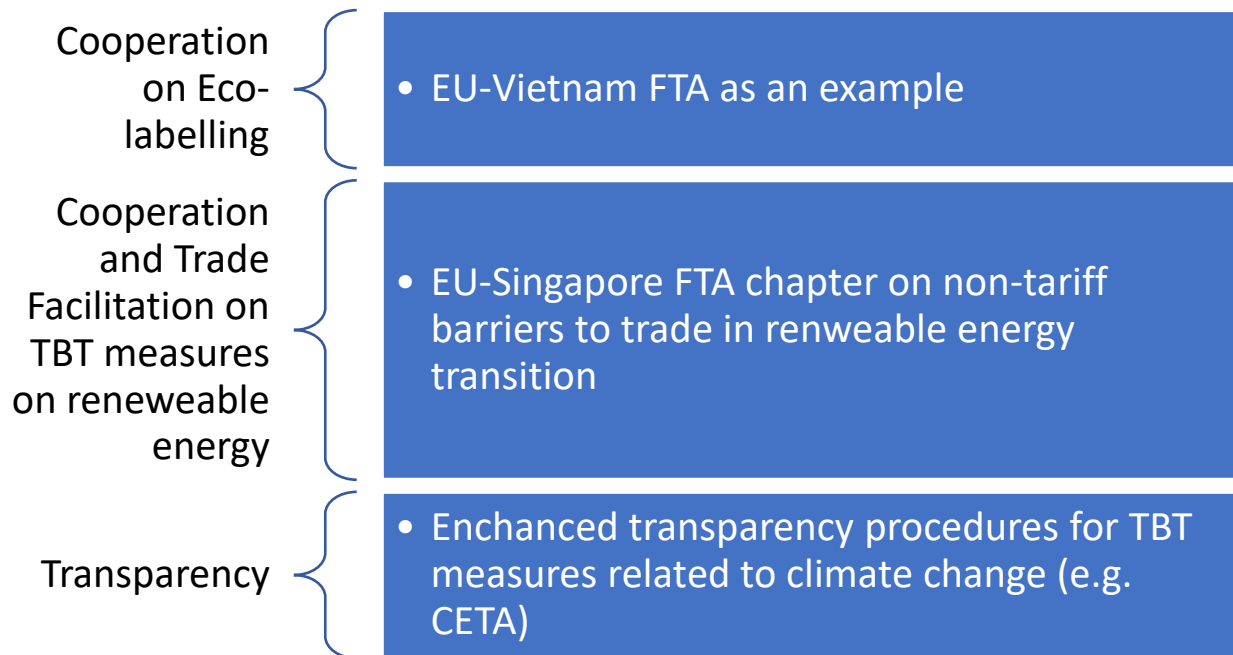 Cooperation
on Eco-
labelling
• EU-Vietnam FTA as an example
Cooperation
and Trade
Facilitation on
TBT measures
on reneweable
energy
• EU-Singapore FTA chapter on non-tariff
barriers to trade in renweable energy
transition
Transparency
• Enchanced transparency procedures for TBT
measures related to climate change (e.g.
CETA)